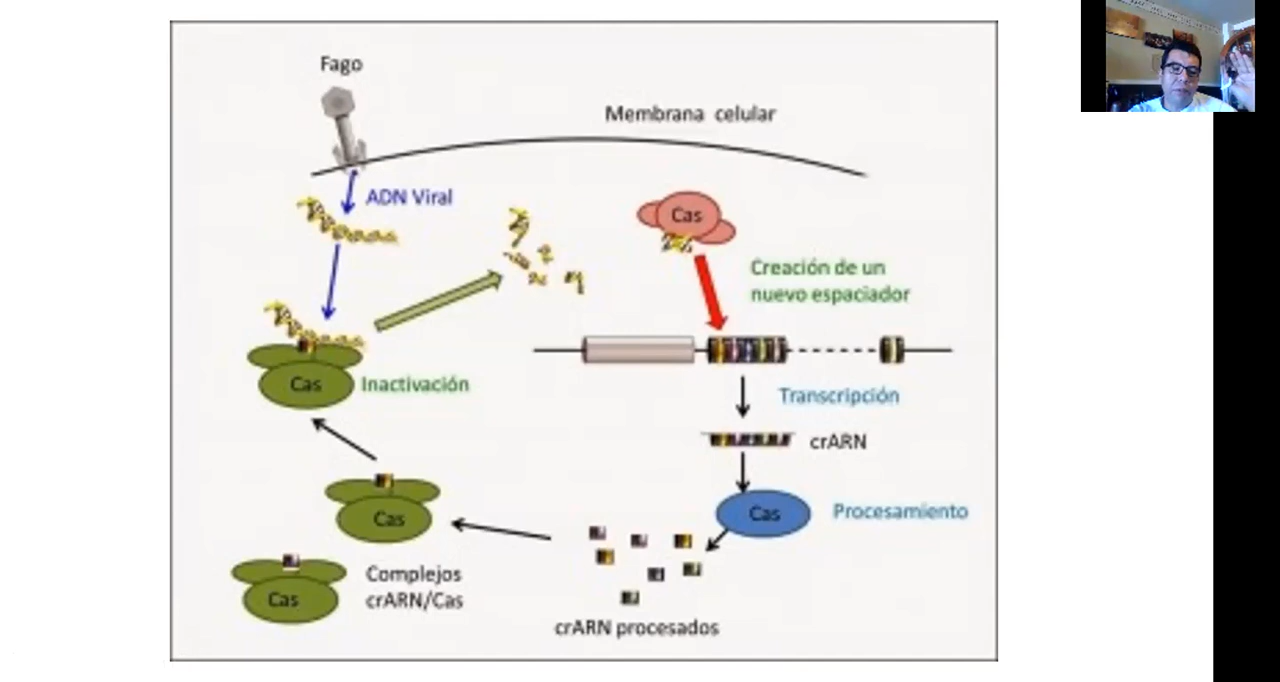 Fago
Membrana celular
ADN Viral
Cas
Creación de un
nuevo espaciador
Cas
Inactivación
Transcripción
crARN
Cas
Procesamiento
Cas
Cas
Complejos
crARN/Cas
crARN procesados